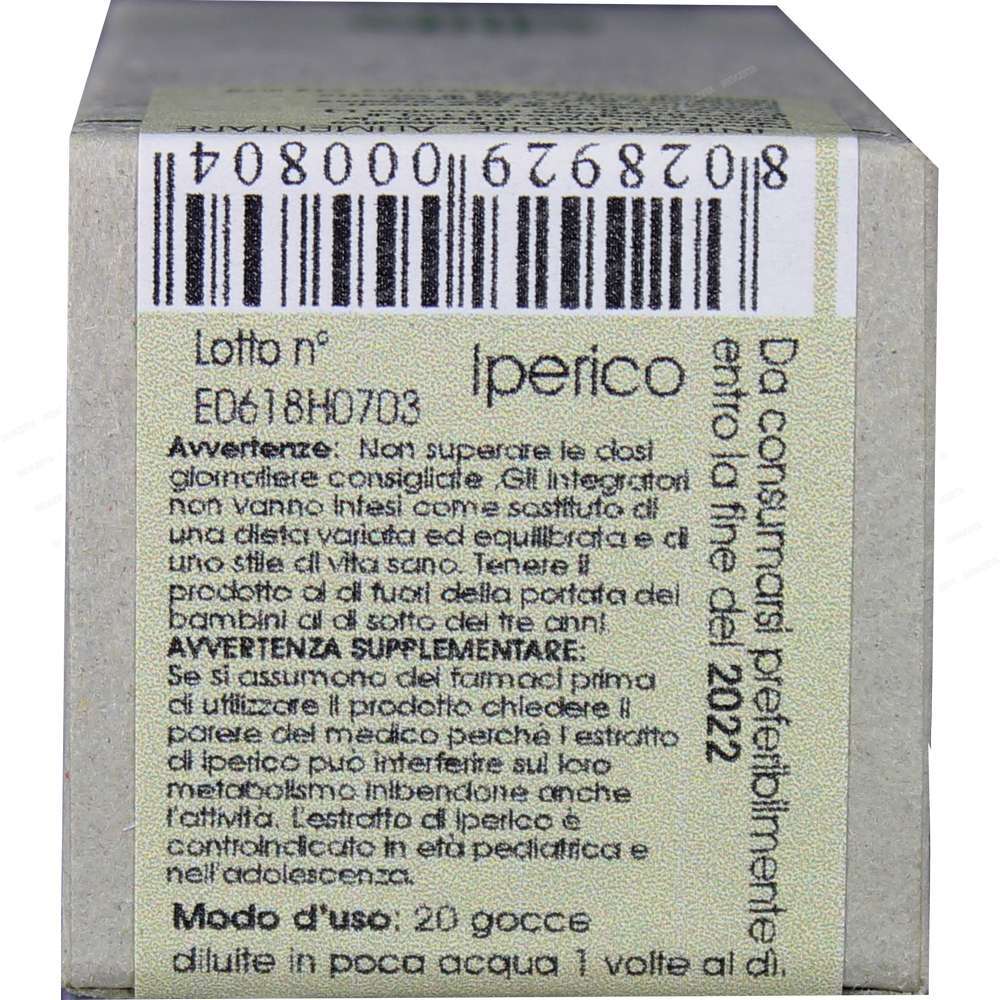 INTEGRATORE ALIMENTARE
8 028929 000804
Lotto n°
E0618H0703
Iperico
Avvertenze: Non superare le dosi
giornaliere consigliate .Gli integratori
non vanno intesi come sostituto di
una dieta variata ed equilibrata e di
uno stile di vita sano. Tenere il
prodotto al di fuori della portata dei
bambini al di sotto dei tre anni
AVVERTENZA SUPPLEMENTARE:
Se si assumono dei farmaci prima
di utilizzare il prodotto chiedere il
parere del medico perché l'estratto
di iperico può interferire sul loro
metabolismo inibendone anche
l'attività. L'estratto di iperico è
controindicato in età pediatrica e
nell'adolescenza.
Modo d'uso: 20 gocce
diluite in poca acqua 1 volte al dì.
Da consumarsi preferibilmente
entro la fine del 2022